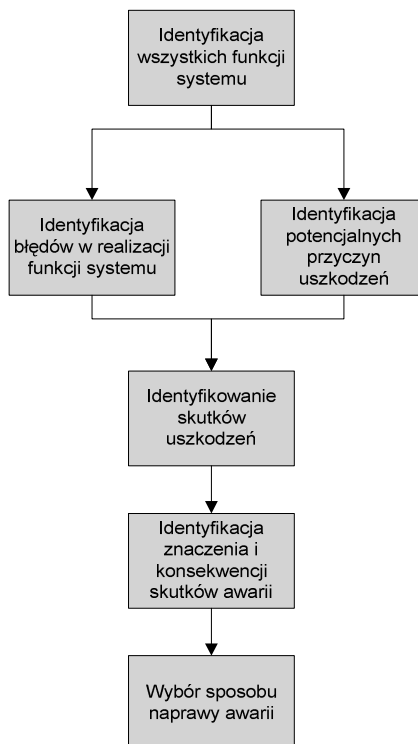 Identyfikacja
wszystkich funkcji
systemu
Identyfikacja
błędów w realizacji
funkcji systemu
Identyfikacja
potencjalnych
przyczyn
uszkodzeń
Identyfikowanie
skutków
uszkodzeń
Identyfikacja
znaczenia i
konsekwencji
skutków awarii
Wybór sposobu
naprawy awarii